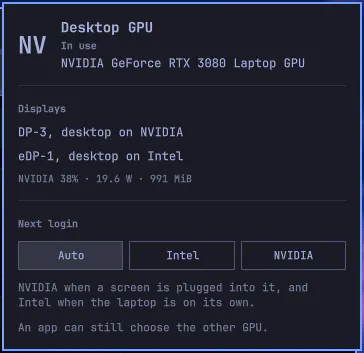 Desktop GPU
NV
In use
NVIDIA GeForce RTX 3080 Laptop GPU
Displays
DP-3, desktop on NVIDIA
eDP-1, desktop on Intel
NVIDIA 38% · 19.6 W · 991 MiB
Next login
Auto
Intel
NVIDIA
NVIDIA when a screen is plugged into it, and
Intel when the laptop is on its own.
An app can still choose the other GPU.